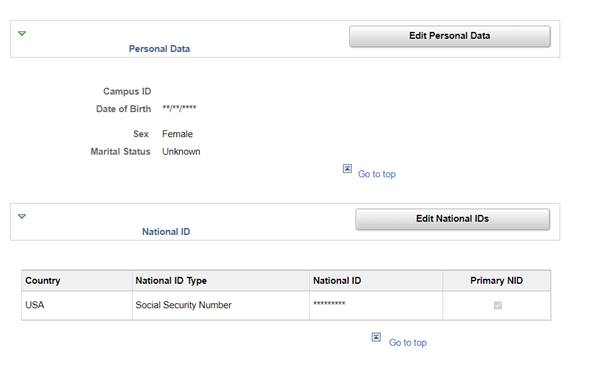 Edit Personal Data
Personal Data
Campus ID
Date of Birth **/**/****
Sex Female
Marital Status Unknown
Go to top
Edit National IDs
National ID
Country National ID Type National ID Primary NID
USA Social Security Number *********
Go to top